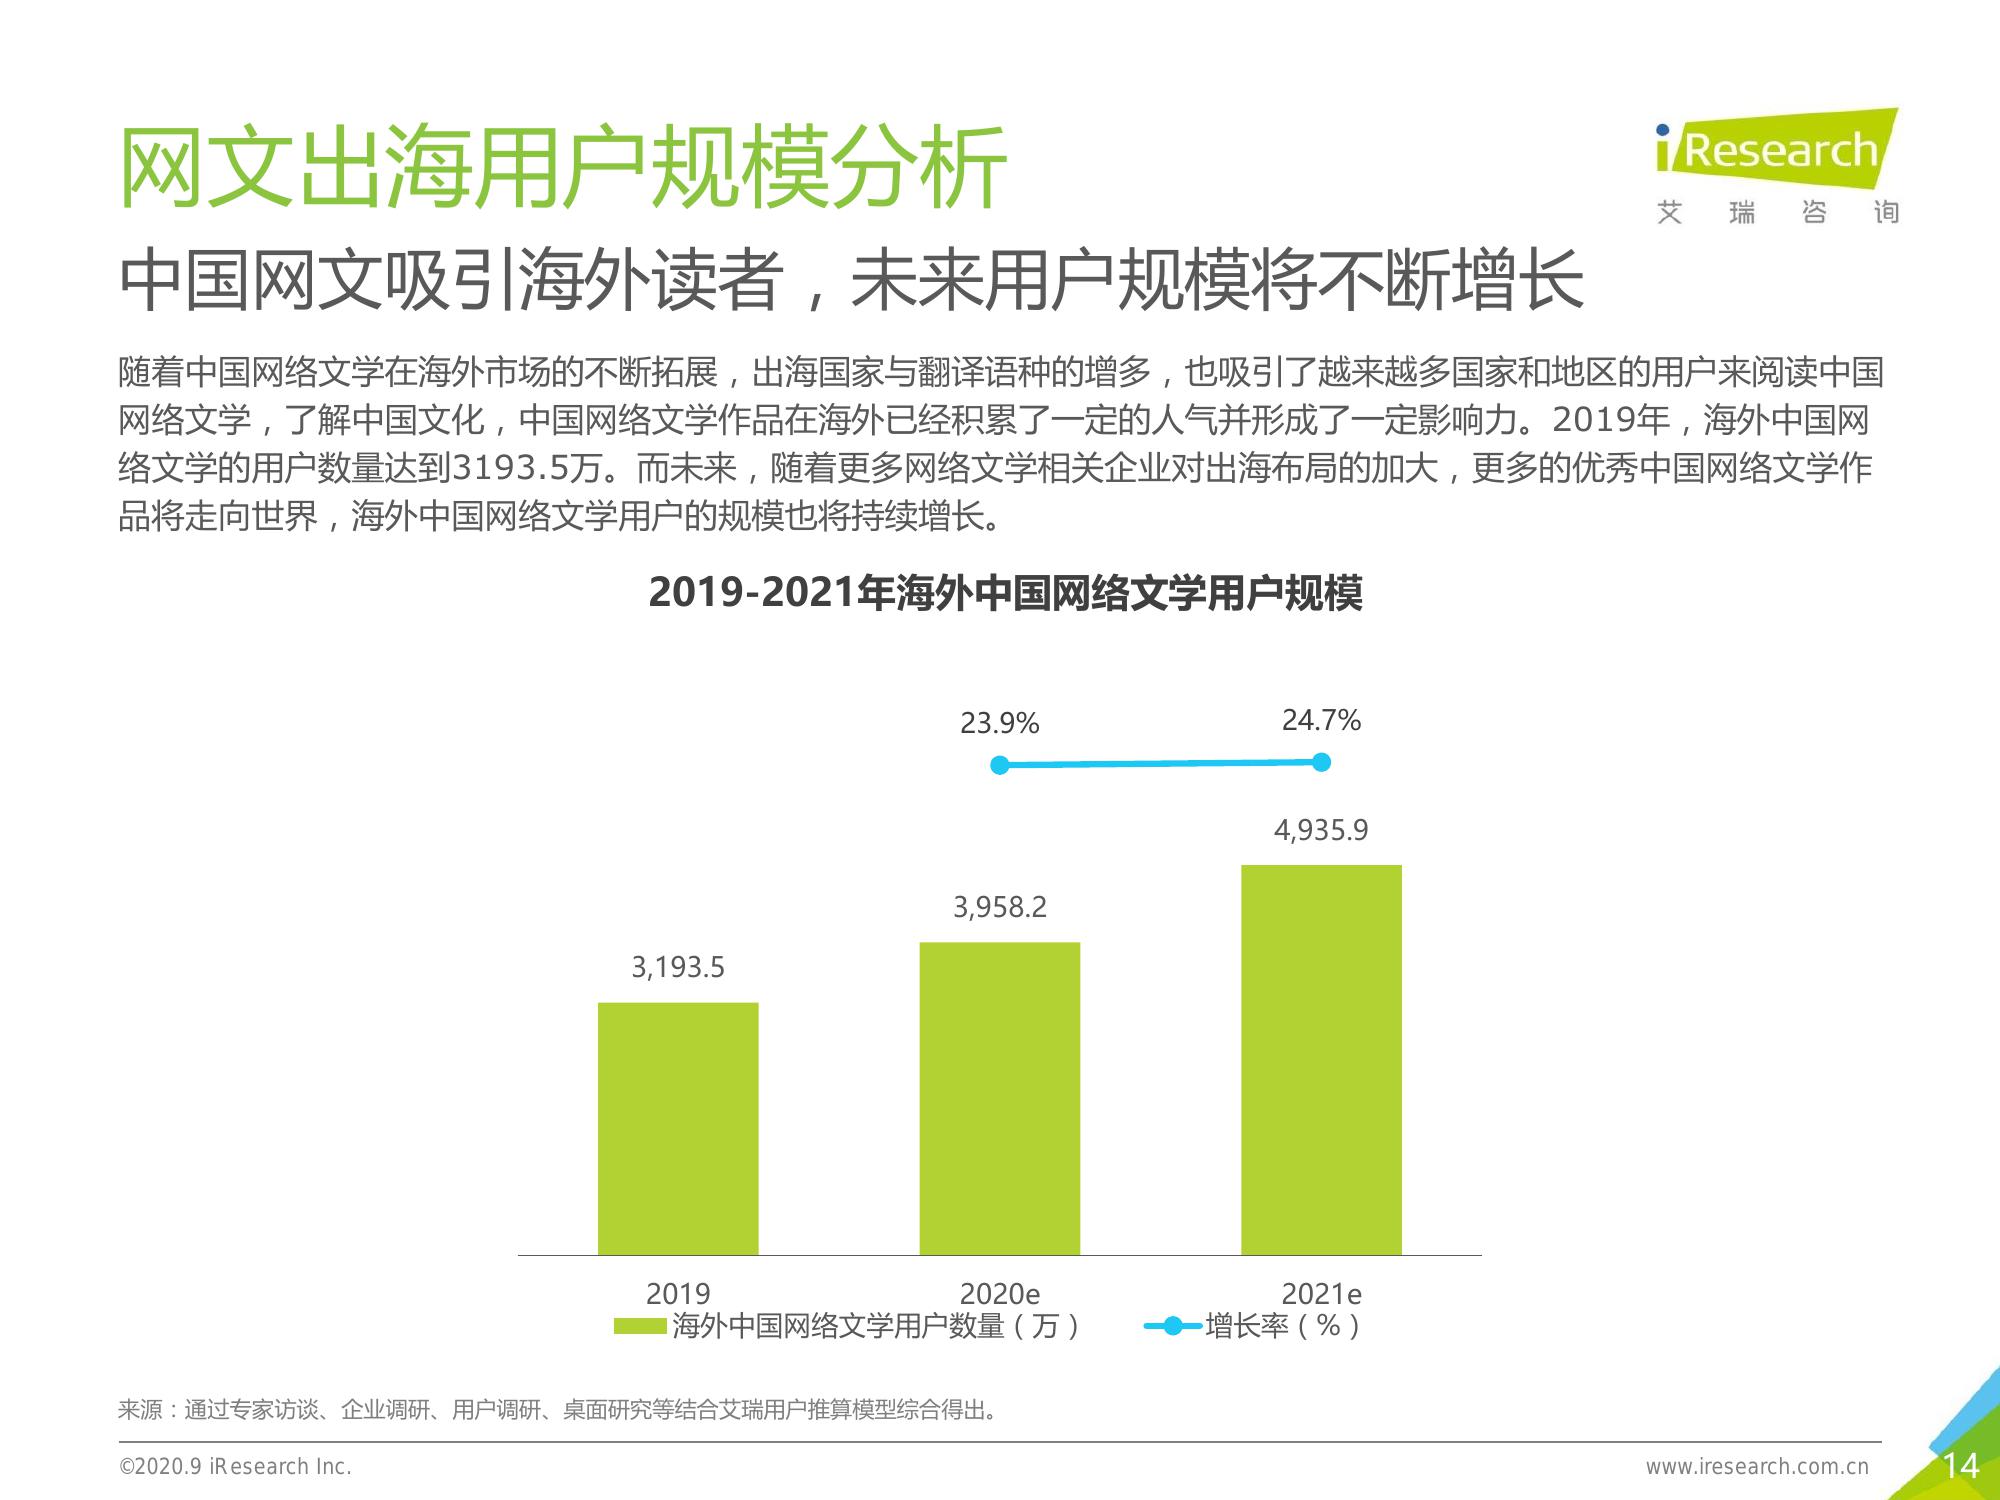 网文出海用户规模分析
iResearch
艾瑞咨询
中国网文吸引海外读者，未来用户规模将不断增长
随着中国网络文学在海外市场的不断拓展，出海国家与翻译语种的增多，也吸引了越来越多国家和地区的用户来阅读中国
网络文学，了解中国文化，中国网络文学作品在海外已经积累了一定的人气并形成了一定影响力。2019年，海外中国网
络文学的用户数量达到3193.5万。而未来，随着更多网络文学相关企业对出海布局的加大，更多的优秀中国网络文学作
品将走向世界，海外中国网络文学用户的规模也将持续增长。
2019-2021年海外中国网络文学用户规模
23.9%
24.7%
3,193.5
3,958.2
4,935.9
2019
2020e
2021e
海外中国网络文学用户数量（万）
增长率（%）
来源：通过专家访谈、企业调研、用户调研、桌面研究等结合艾瑞用户推算模型综合得出。
©2020.9 iResearch Inc.
www.iresearch.com.cn
14